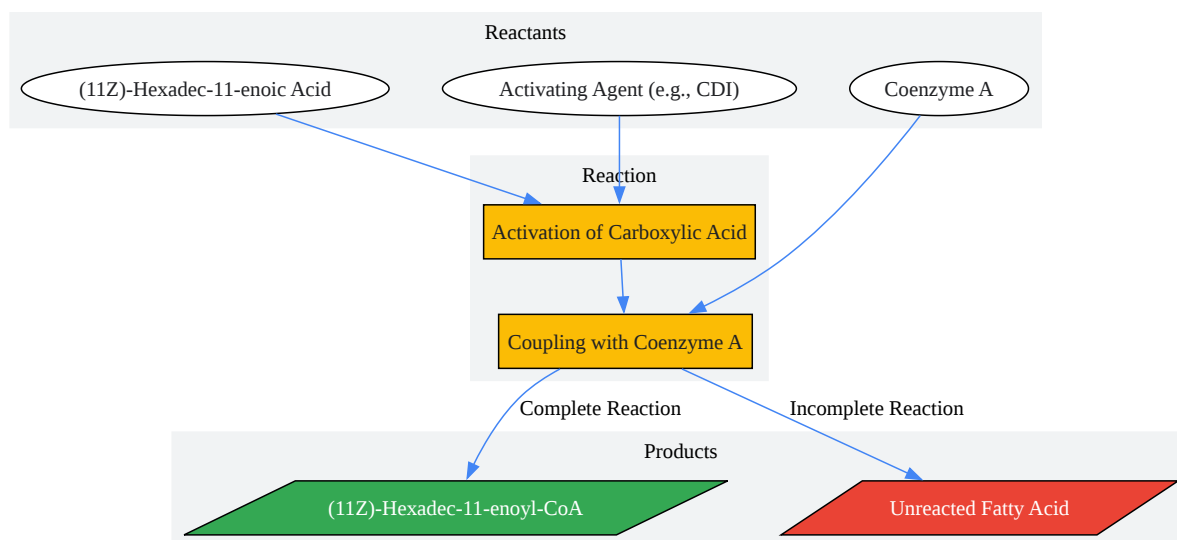 Reactants
(11Z)-Hexadec-11-enoic Acid
Activating Agent (e.g., CDI)
Coenzyme A
Reaction
Activation of Carboxylic Acid
Coupling with Coenzyme A
Complete Reaction
Incomplete Reaction
Products
(11Z)-Hexadec-11-enoyl-CoA
Unreacted Fatty Acid